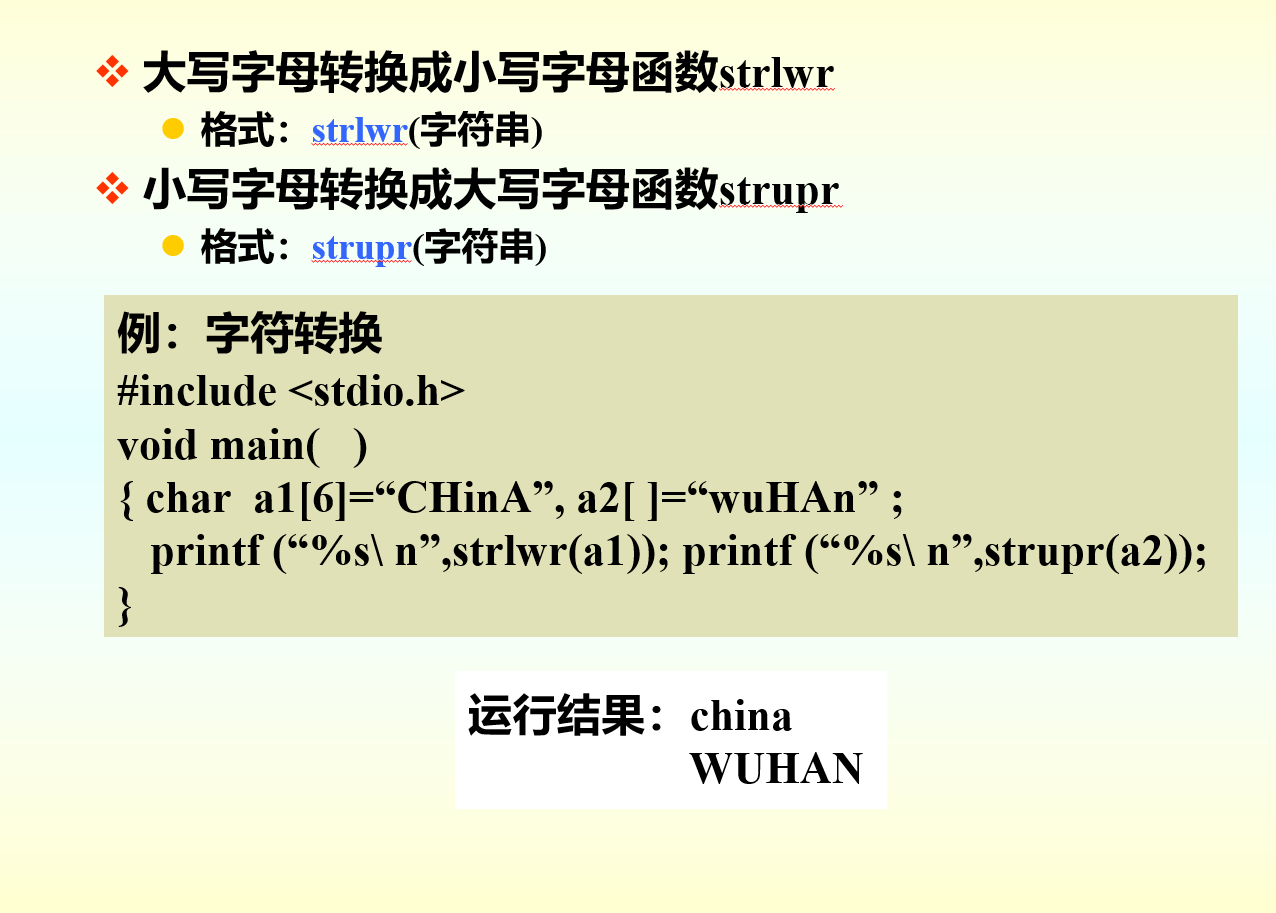 大写字母转换成小写字母函数strlwr
格式：strlwr(字符串)
小写字母转换成大写字母函数strupr
格式：strupr(字符串)
例：字符转换
#include <stdio.h>
void main(   )
{ char  a1[6]=“CHinA”, a2[ ]=“wuHAn” ;
printf (“%s\ n”,strlwr(a1)); printf (“%s\ n”,strupr(a2));
}
运行结果：china
WUHAN